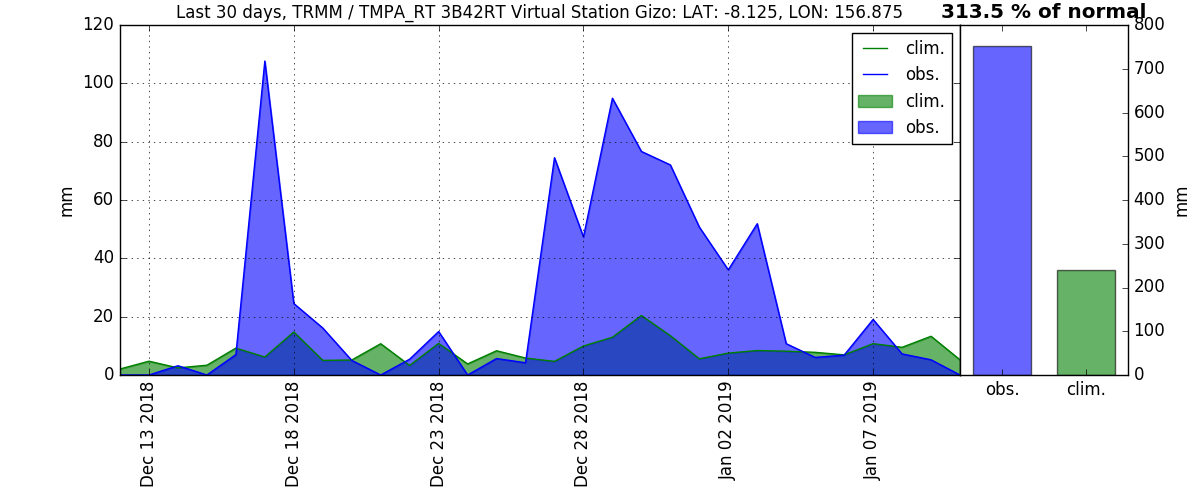 Last 30 days, TRMM / TMPA_RT 3B42RT Virtual Station Gizo: LAT: -8.125, LON: 156.875
313.5 % of normal
120
100
80
60
40
20
0
mm
clim.
obs.
clim.
obs.
800
700
600
500
400
300
200
100
0
mm
Dec 13 2018
Dec 18 2018
Dec 23 2018
Dec 28 2018
Jan 02 2019
Jan 07 2019
obs.
clim.